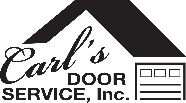 Carl's
DOOR
SERVICE, Inc.